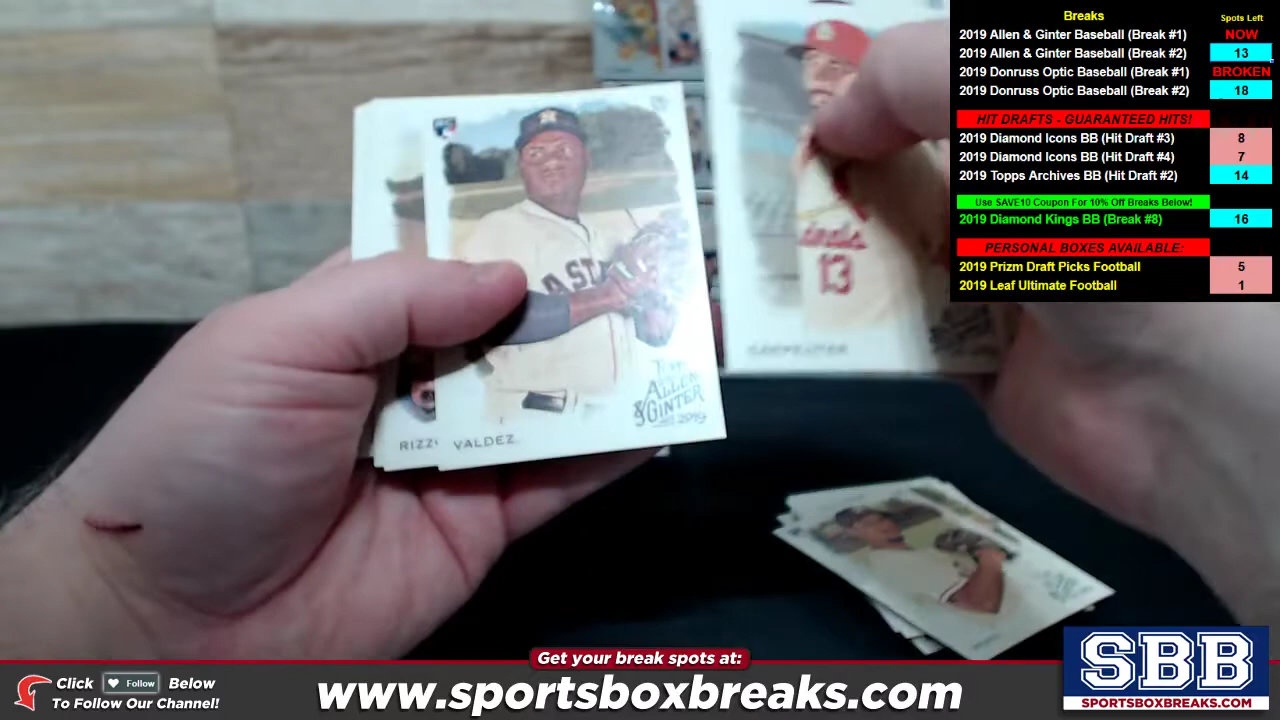 Breaks Spots Left
2019 Allen & Ginter Baseball (Break #1) NOW
2019 Allen & Ginter Baseball (Break #2) 13
2019 Donruss Optic Baseball (Break #1) BROKEN
2019 Donruss Optic Baseball (Break #2) 18
HIT DRAFTS - GUARANTEED HITS!
2019 Diamond Icons BB (Hit Draft #3) 8
2019 Diamond Icons BB (Hit Draft #4) 7
2019 Topps Archives BB (Hit Draft #2) 14
Use SAVE10 Coupon For 10% Off Breaks Below!
2019 Diamond Kings BB (Break #8) 16
PERSONAL BOXES AVAILABLE:
2019 Prizm Draft Picks Football 5
2019 Leaf Ultimate Football 1
13
CARPENTER
ASTR
Topps
ALLEN
& GINTER
2019
RIZZ
VALDEZ
Get your break spots at:
www.sportsboxbreaks.com
Click Follow Below
To Follow Our Channel!
SBB
SPORTSBOXBREAKS.COM